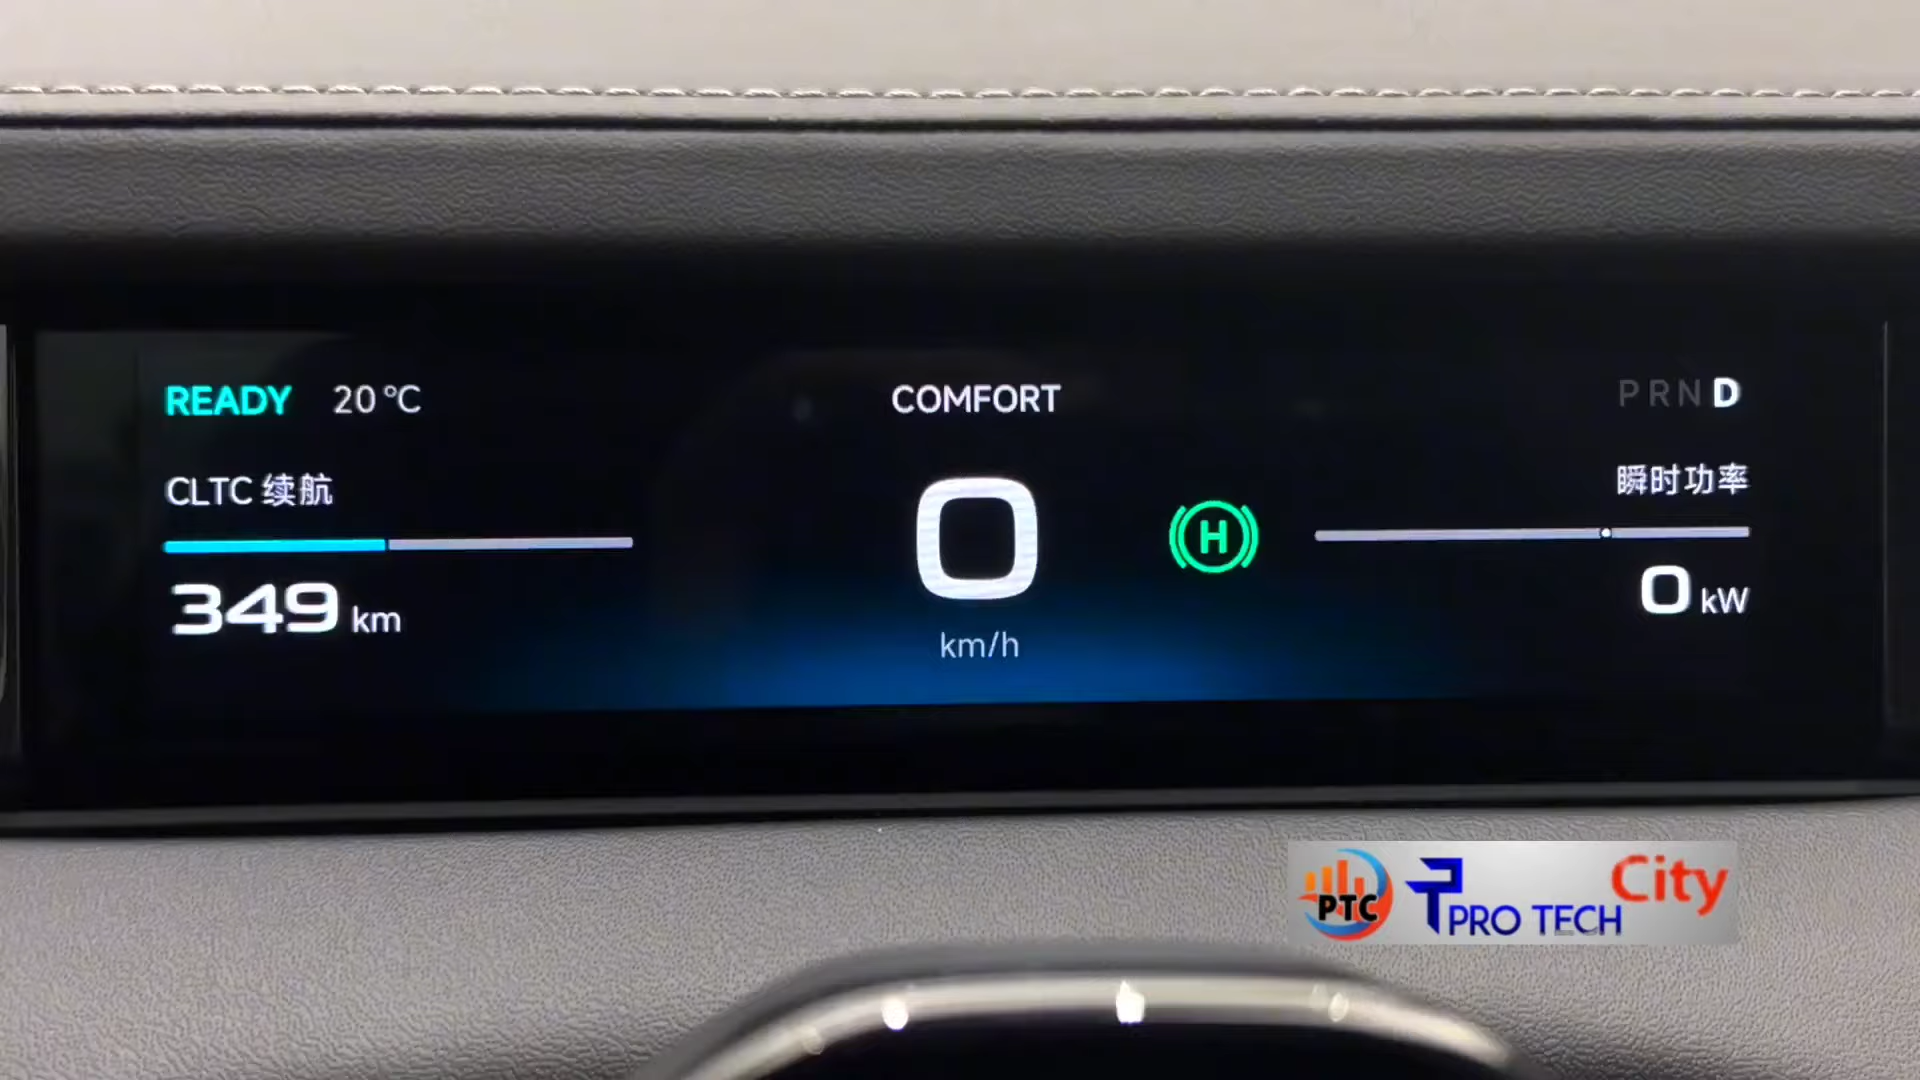 READY 20 °C
COMFORT
PRND
CLTC 续航
瞬时功率
0
H
349 km
0 kW
km/h
PTC
PRO TECH City